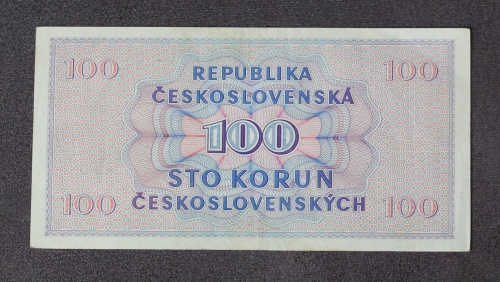 100 100
REPUBLIKA
ČESKOSLOVENSKÁ
100
STO KORUN
ČESKOSLOVENSKÝCH
100 100